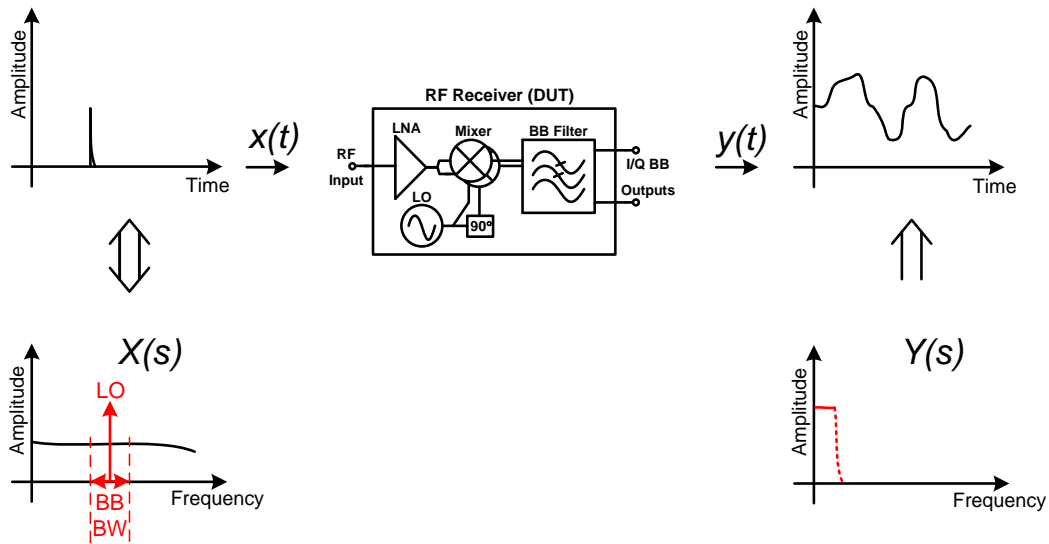 Amplitude
Time
x(t)
RF Receiver (DUT)
LNA
Mixer
BB Filter
RF
Input
LO
90º
I/Q BB
Outputs
y(t)
Amplitude
Time
X(s)
Amplitude
LO
BB
BW
Frequency
Y(s)
Amplitude
Frequency